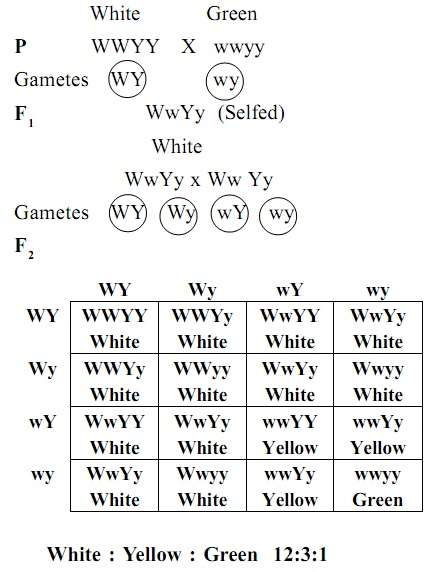 White Green
P WWYY X wwyy
Gametes WY wy
F1 WwYy (Selfed)
White
WwYy x Ww Yy
Gametes WY Wy wY wy
F2
WY Wy wY wy
WY WWYY WWYy WwYY WwYy
White White White White
Wy WWYy WWyy WwYy Wwyy
White White White White
wY WwYY WwYy wwYY wwYy
White White Yellow Yellow
wy WwYy Wwyy wwYy wwyy
White White Yellow Green
White : Yellow : Green 12:3:1